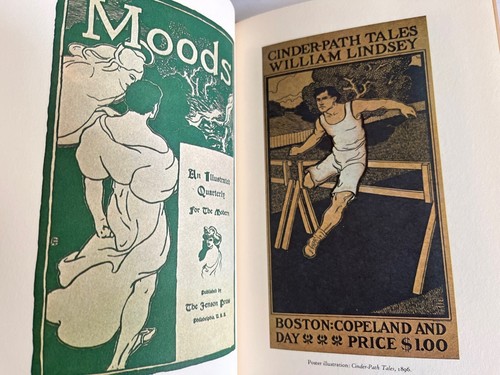 Moods
An Illustrated
Quarterly
For The Modern
Published by
The Jenson Press
Philadelphia, U.S.A.
CINDER-PATH TALES
WILLIAM LINDSEY
BOSTON: COPELAND AND
DAY PRICE $1.00
Poster illustration: Cinder-Path Tales, 1896.